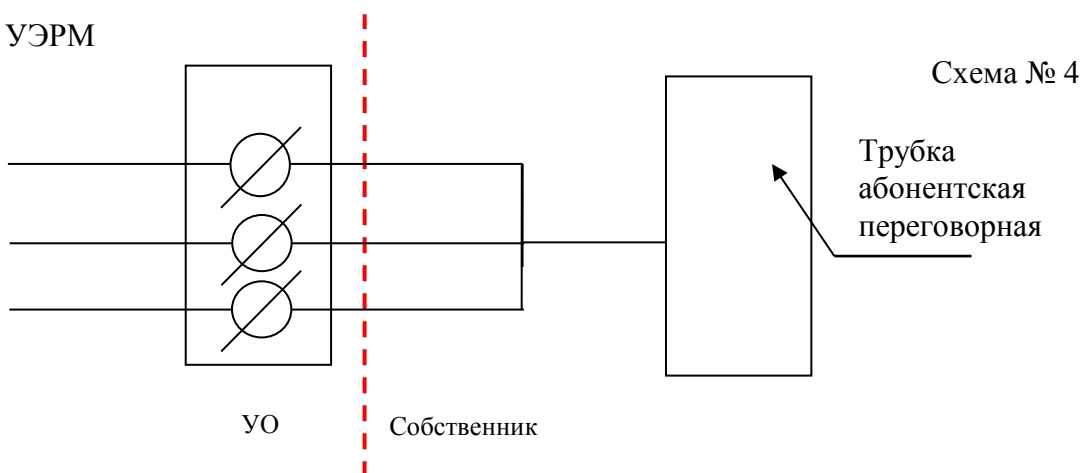 УЭРМ
Схема № 4
Трубка
абонентская
переговорная
УО
Собственник